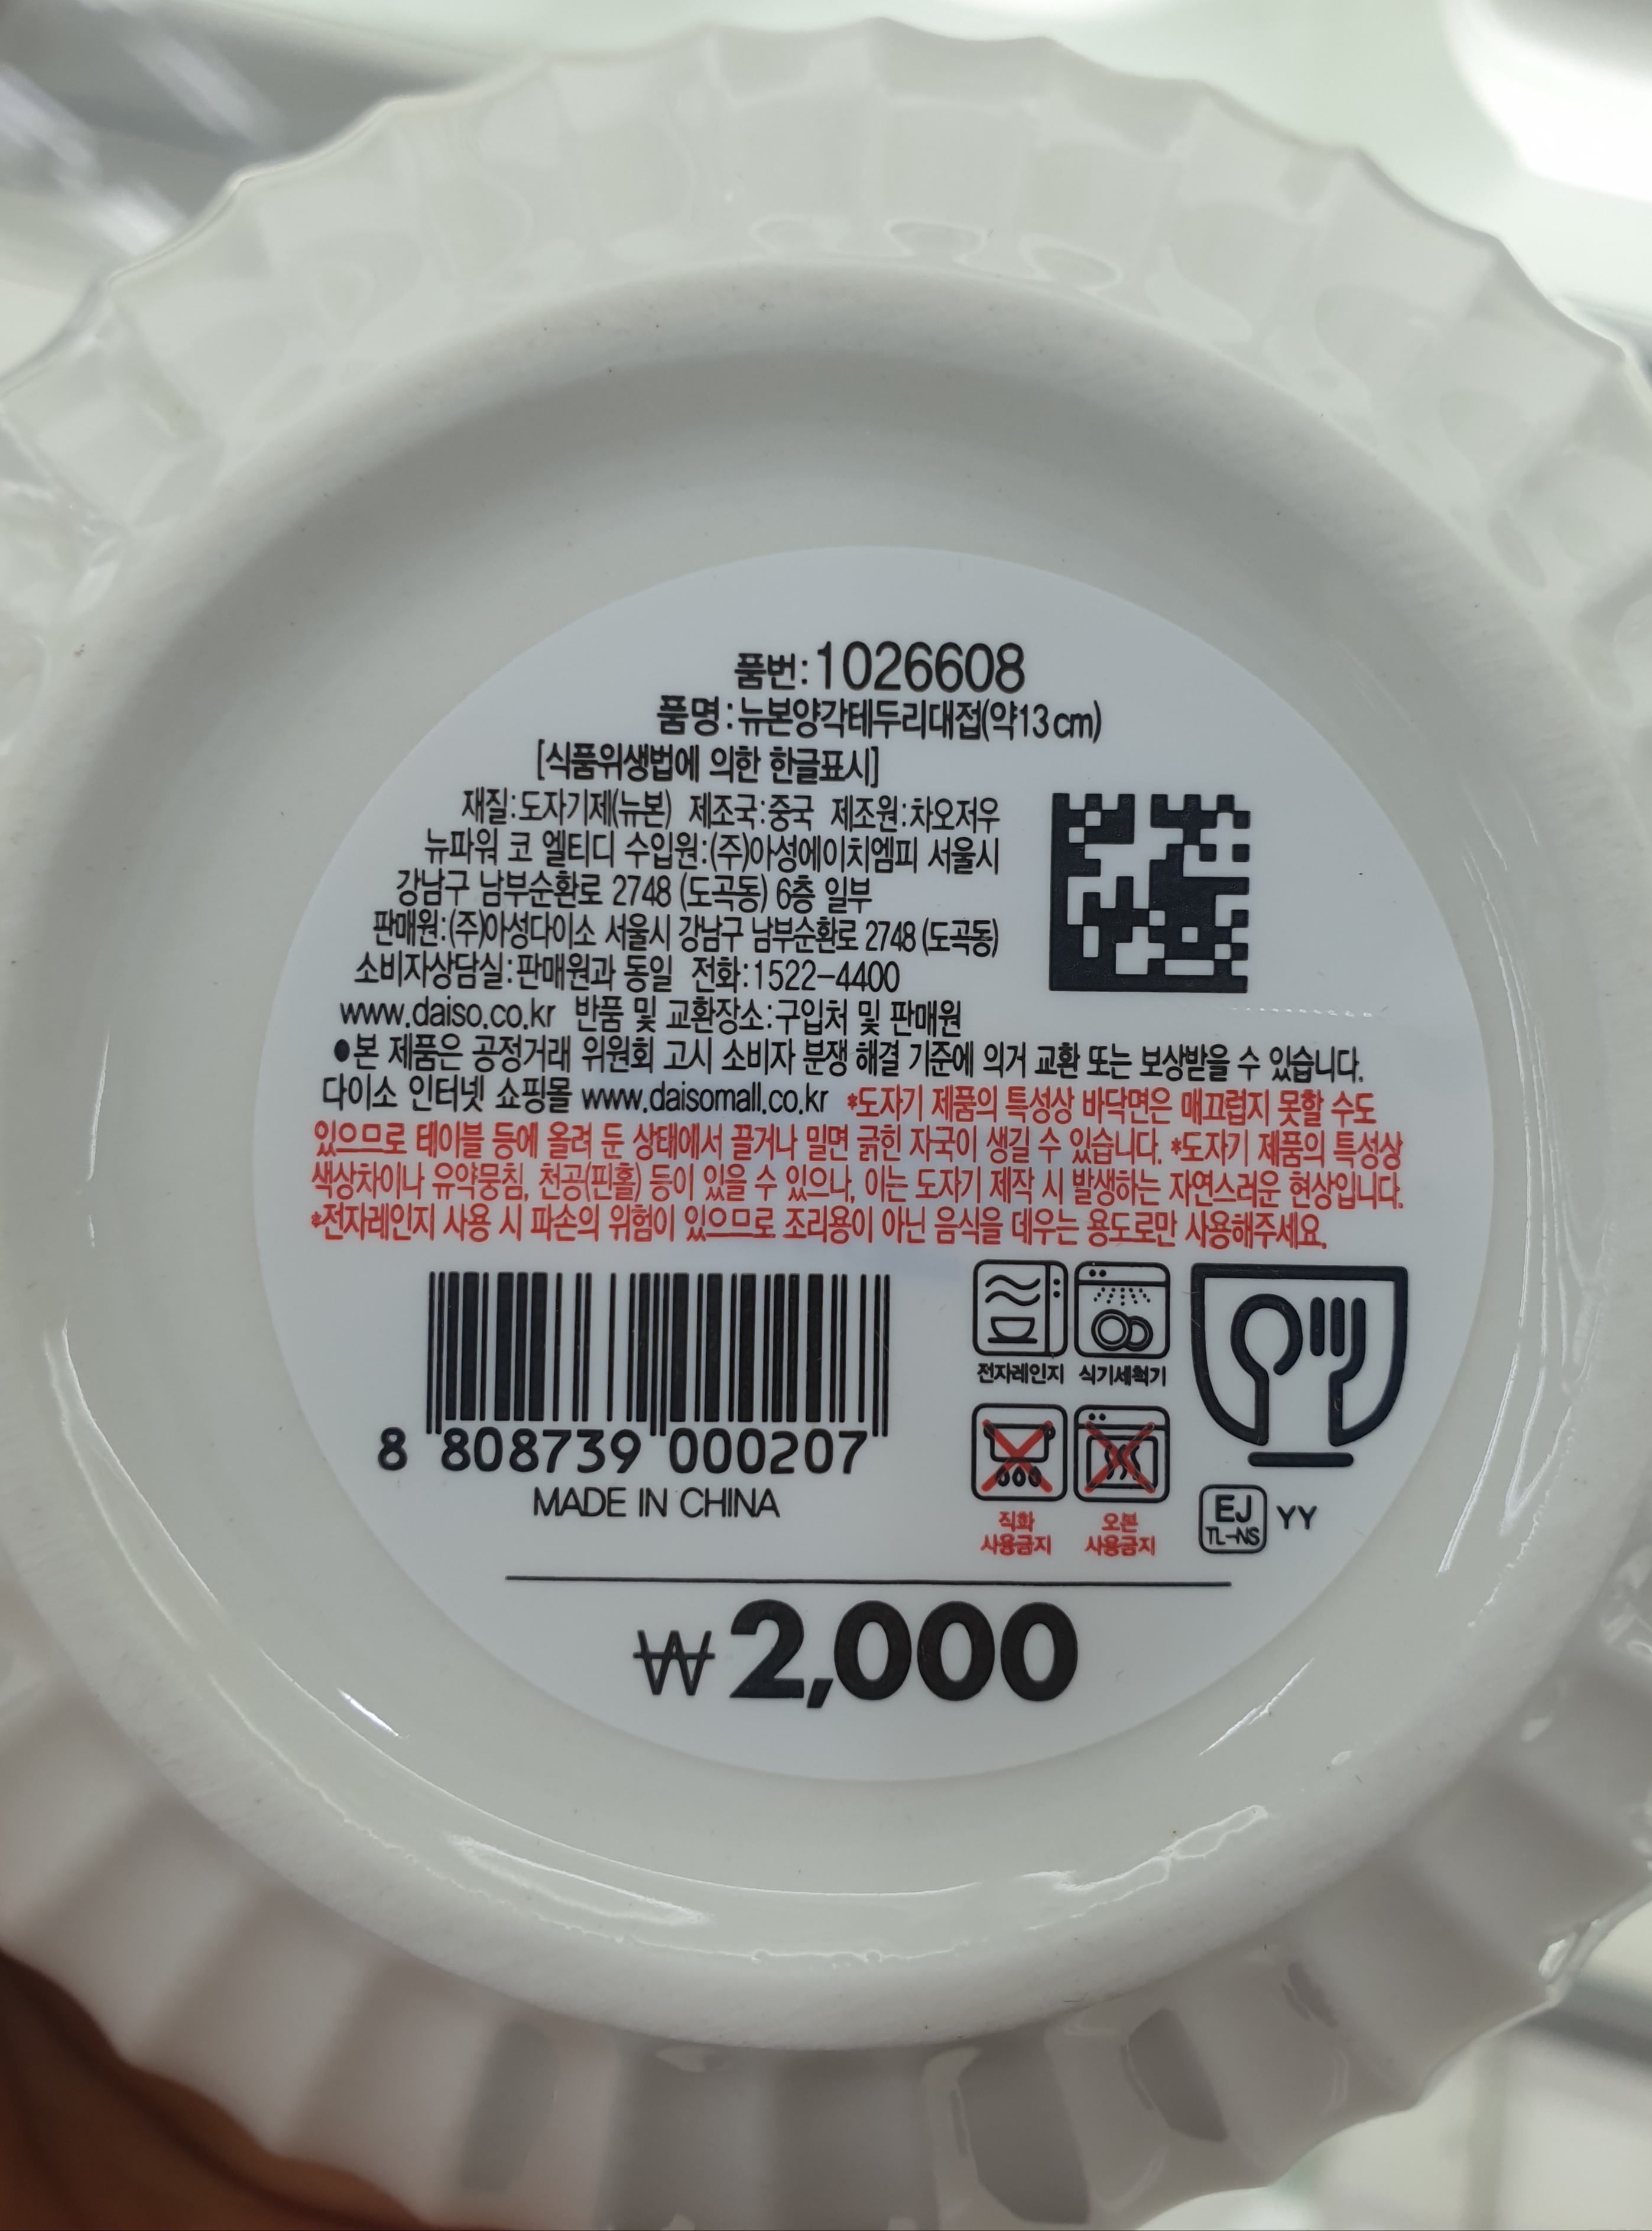 품번:1026608
품명:뉴본양각테두리대접(약13cm)
[식품위생법에 의한 한글표시]
재질:도자기제(뉴본) 제조국:중국 제조원:차오저우
뉴파워 코 엘티디 수입원:(주)아성에이치엠피 서울시
강남구 남부순환로 2748 (도곡동) 6층 일부
판매원:(주)아성다이소 서울시 강남구 남부순환로 2748 (도곡동)
소비자상담실:판매원과 동일 전화:1522-4400
www.daiso.co.kr 반품 및 교환장소:구입처 및 판매원
●본 제품은 공정거래 위원회 고시 소비자 분쟁 해결 기준에 의거 교환 또는 보상받을 수 있습니다.
다이소 인터넷 쇼핑몰 www.daisomall.co.kr *도자기 제품의 특성상 바닥면은 매끄럽지 못할 수도
있으므로 테이블 등에 올려 둔 상태에서 끌거나 밀면 긁힌 자국이 생길 수 있습니다. *도자기 제품의 특성상
색상차이나 유약뭉침, 천공(핀홀) 등이 있을 수 있으나, 이는 도자기 제작 시 발생하는 자연스러운 현상입니다.
*전자레인지 사용 시 파손의 위험이 있으므로 조리용이 아닌 음식을 데우는 용도로만 사용해주세요.
전자레인지 식기세척기
8 808739 000207
MADE IN CHINA
직화 사용금지
오븐 사용금지
EJ TL-NS YY
₩2,000